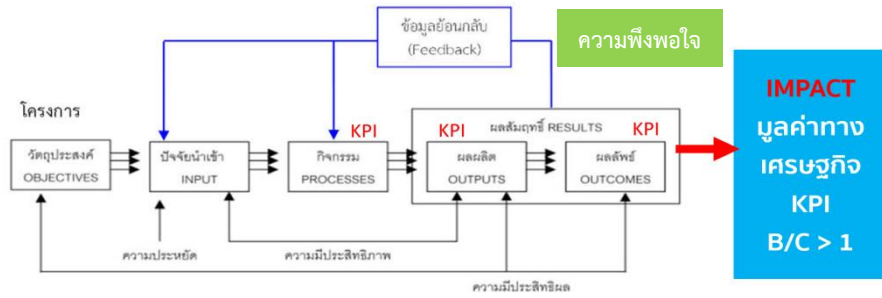 ข้อมูลย้อนกลับ
(Feedback)
ความพึงพอใจ
โครงการ
KPI
KPI
ผลสัมฤทธิ์ RESULTS
KPI
วัตถุประสงค์
OBJECTIVES
ปัจจัยนำเข้า
INPUT
กิจกรรม
PROCESSES
ผลผลิต
OUTPUTS
ผลลัพธ์
OUTCOMES
IMPACT
มูลค่าทาง
เศรษฐกิจ
KPI
B/C > 1
ความประหยัด
ความมีประสิทธิภาพ
ความมีประสิทธิผล